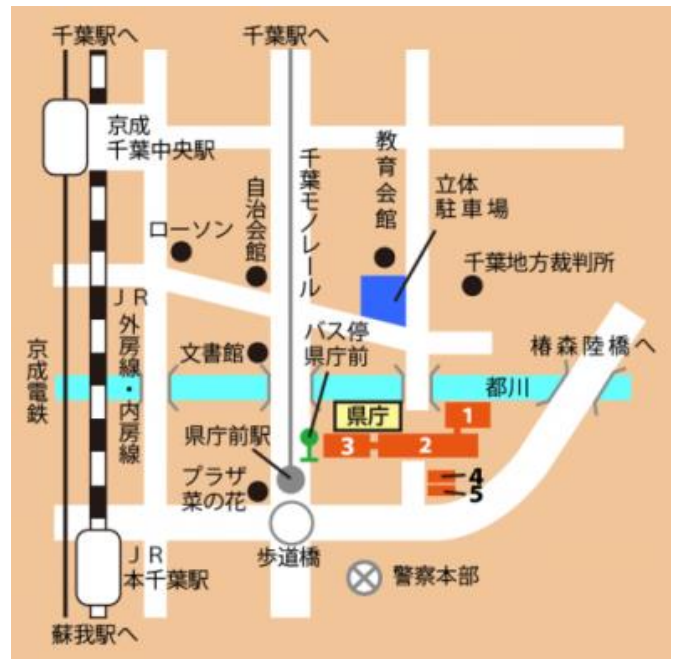 千葉駅へ
千葉駅へ
京成
千葉中央駅
千葉モノレール
教育会館
立体
駐車場
自治会館
ローソン
千葉地方裁判所
ＪＲ
外房線・内房線
京成電鉄
文書館
バス停
県庁前
椿森陸橋へ
都川
県庁
1
2
3
県庁前駅
プラザ
菜の花
4
5
歩道橋
ＪＲ
本千葉駅
警察本部
蘇我駅へ